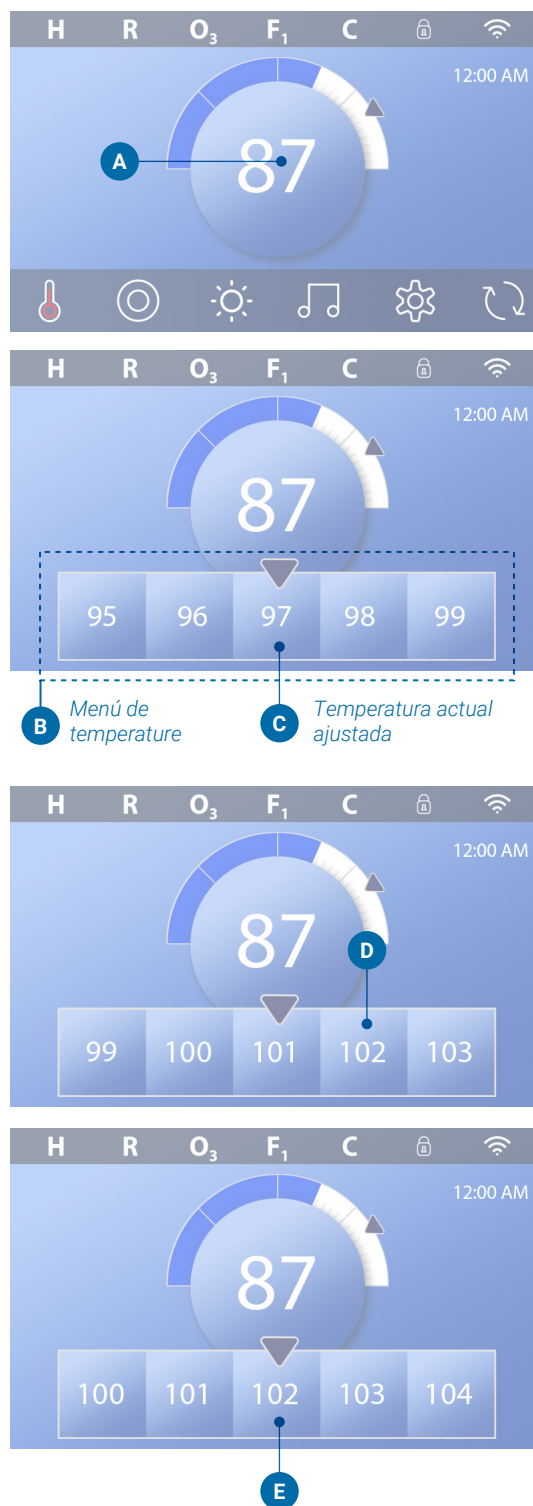 H R O3 F1 C
12:00 AM
87
A
H R O3 F1 C
12:00 AM
87
95 96 97 98 99
B Menú de
temperature
C Temperatura actual
ajustada
H R O3 F1 C
12:00 AM
87
D
99 100 101 102 103
H R O3 F1 C
12:00 AM
87
100 101 102 103 104
E